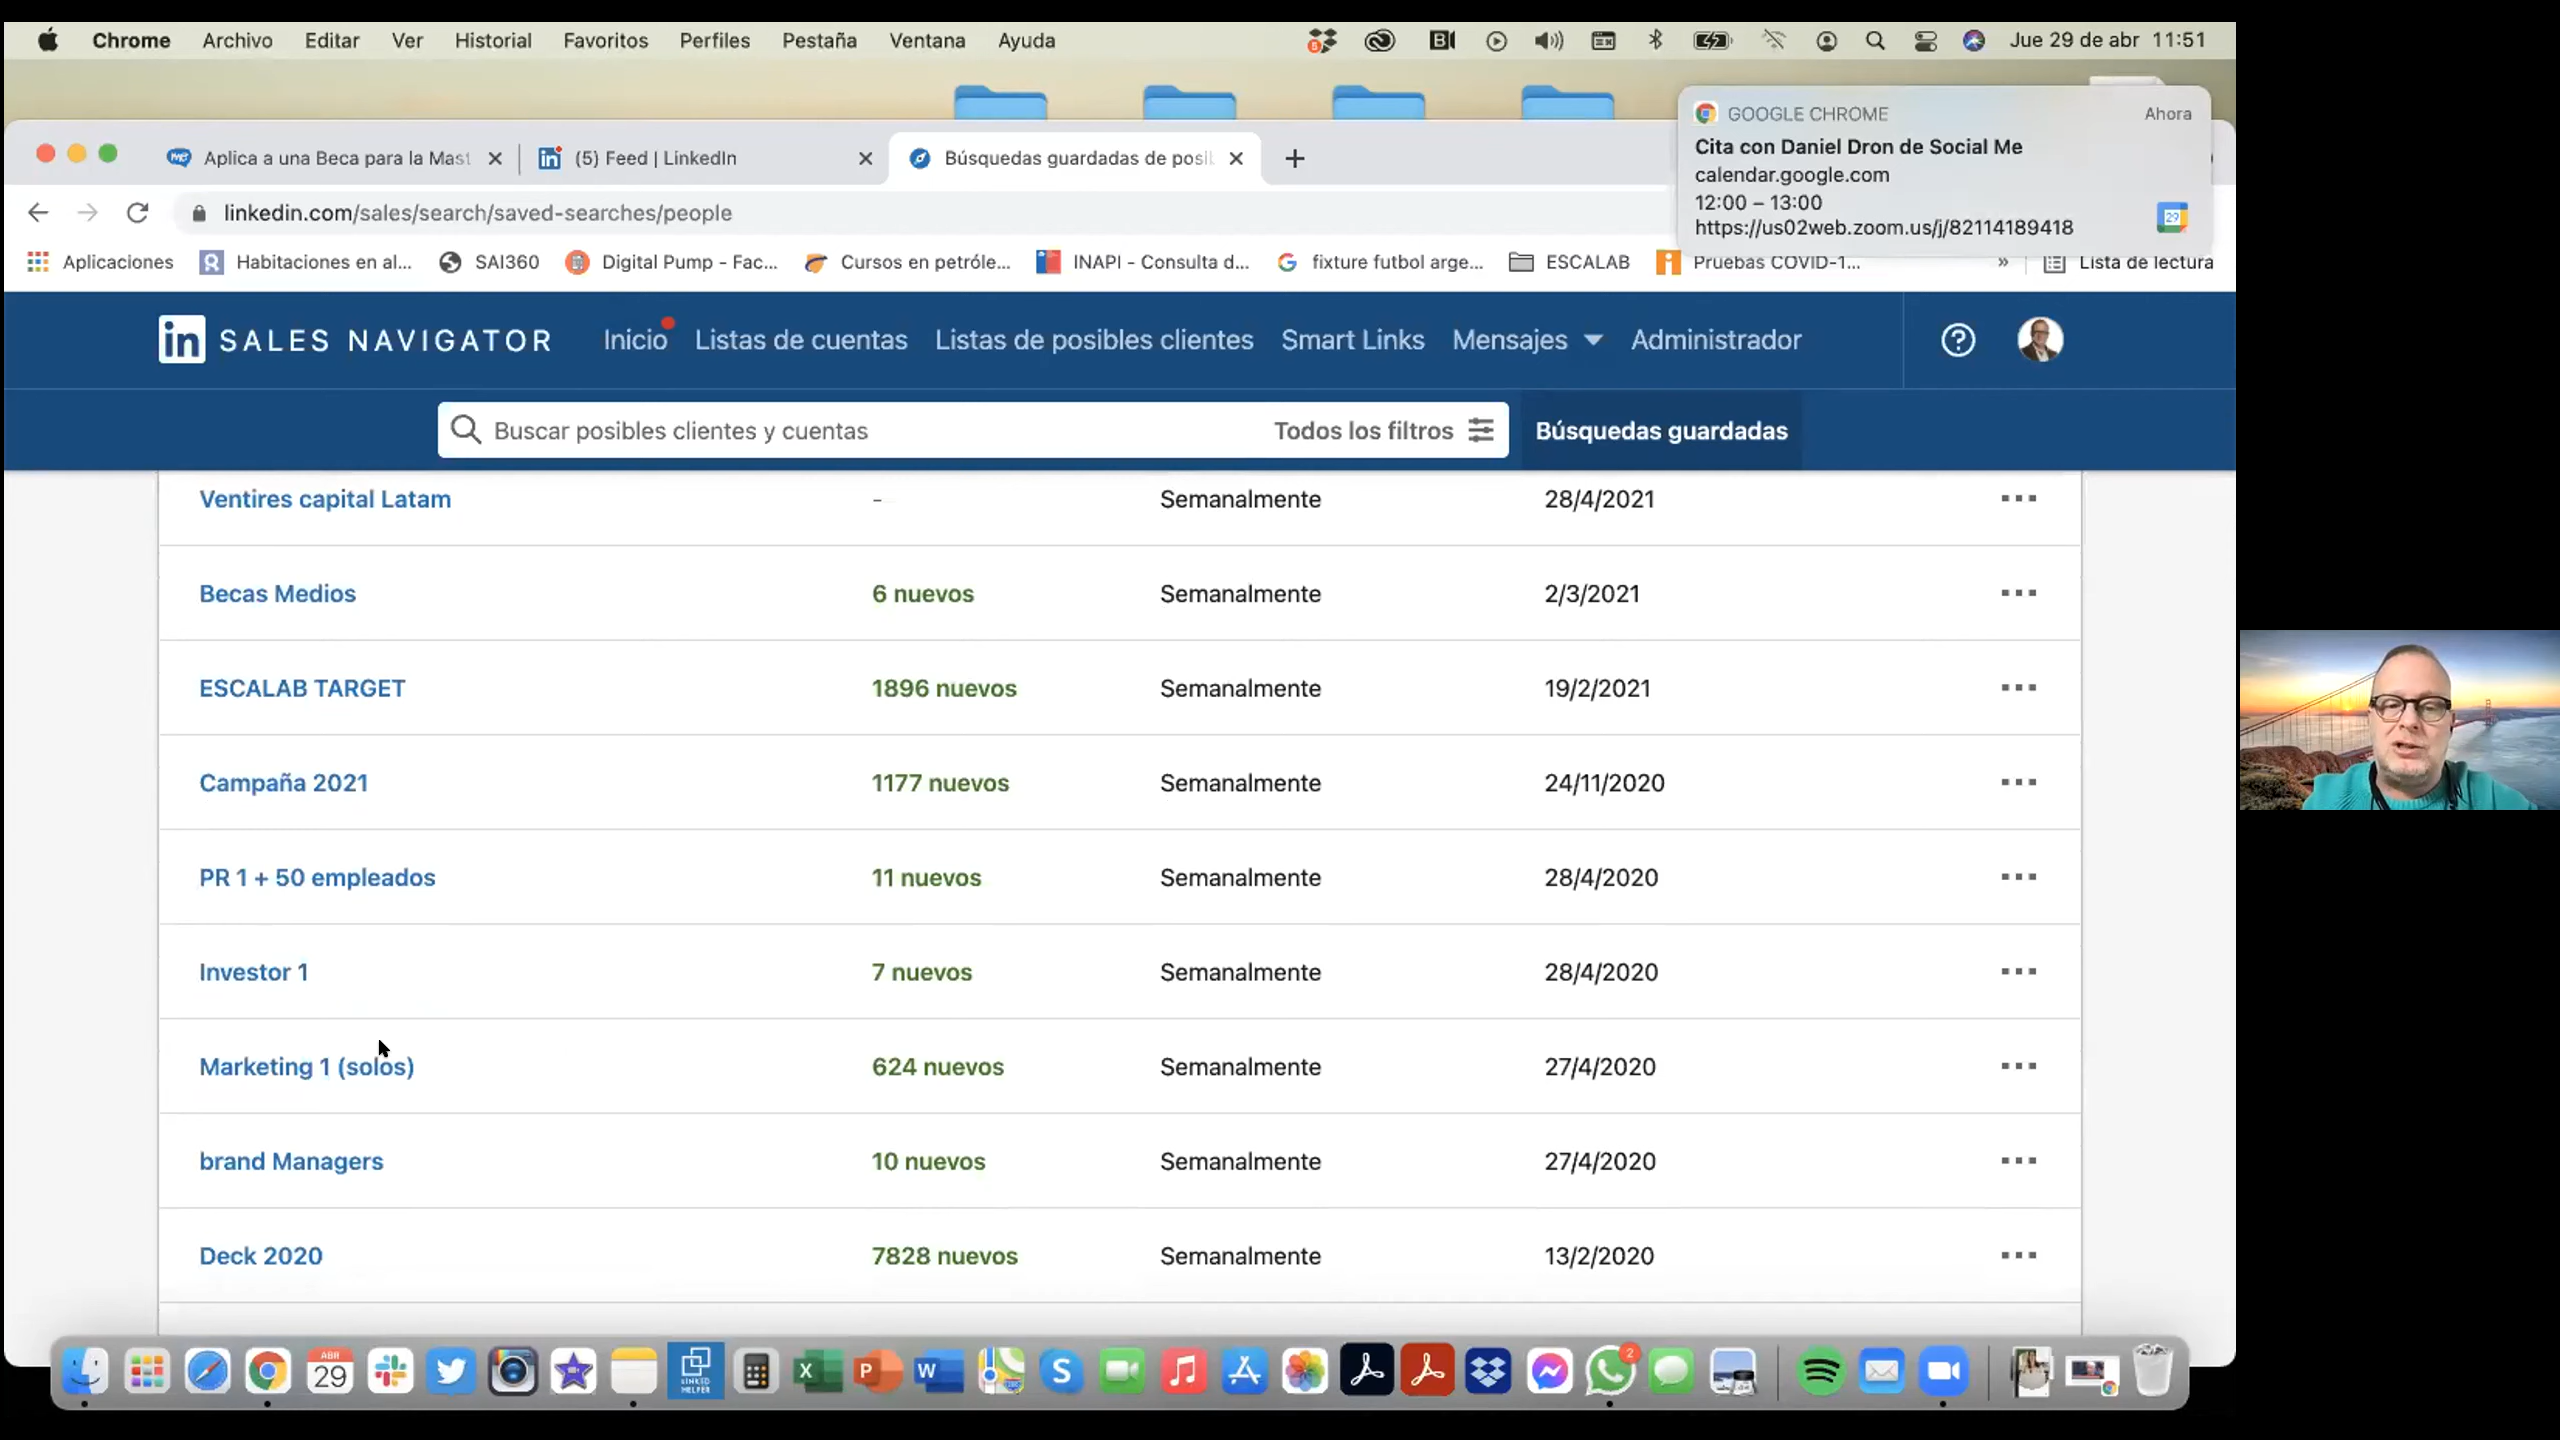 Chrome Archivo Editar Ver Historial Favoritos Perfiles Pestaña Ventana Ayuda Jue 29 de abr 11:51
GOOGLE CHROME Ahora
Cita con Daniel Dron de Social Me
calendar.google.com
12:00 – 13:00
https://us02web.zoom.us/j/82114189418
Aplica a una Beca para la Mast (5) Feed | LinkedIn Búsquedas guardadas de posil
linkedin.com/sales/search/saved-searches/people
Aplicaciones Habitaciones en al... SAI360 Digital Pump - Fac... Cursos en petróle... INAPI - Consulta d... fixture futbol arge... ESCALAB Pruebas COVID-1... » Lista de lectura
in SALES NAVIGATOR Inicio Listas de cuentas Listas de posibles clientes Smart Links Mensajes Administrador
Buscar posibles clientes y cuentas Todos los filtros Búsquedas guardadas
Ventires capital Latam - Semanalmente 28/4/2021
Becas Medios 6 nuevos Semanalmente 2/3/2021
ESCALAB TARGET 1896 nuevos Semanalmente 19/2/2021
Campaña 2021 1177 nuevos Semanalmente 24/11/2020
PR 1 + 50 empleados 11 nuevos Semanalmente 28/4/2020
Investor 1 7 nuevos Semanalmente 28/4/2020
Marketing 1 (solos) 624 nuevos Semanalmente 27/4/2020
brand Managers 10 nuevos Semanalmente 27/4/2020
Deck 2020 7828 nuevos Semanalmente 13/2/2020
ABR
29
LINKED
HELPER
2